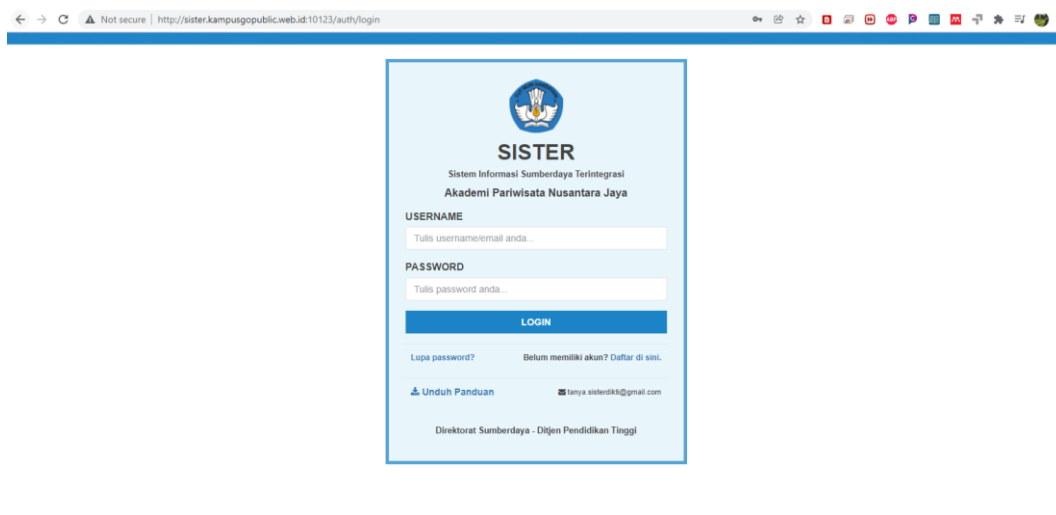 Not secure | http://sister.kampusgopublic.web.id:10123/auth/login
SISTER
Sistem Informasi Sumberdaya Terintegrasi
Akademi Pariwisata Nusantara Jaya
USERNAME
Tulis username/email anda...
PASSWORD
Tulis password anda...
LOGIN
Lupa password? Belum memiliki akun? Daftar di sini.
Unduh Panduan tanya.sisterdikti@gmail.com
Direktorat Sumberdaya - Ditjen Pendidikan Tinggi